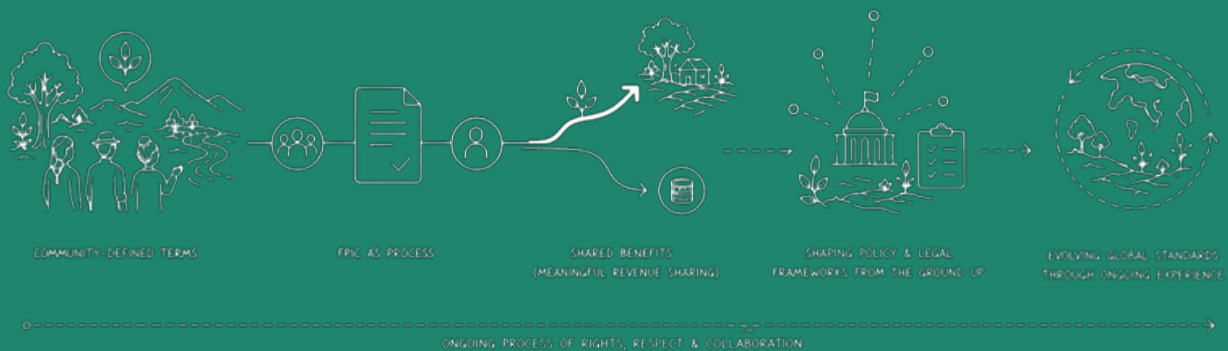 COMMUNITY-DEFINED TERMS
FPIC AS PROCESS
SHARED BENEFITS
(MEANINGFUL REVENUE SHARING)
SHAPING POLICY & LEGAL
FRAMEWORKS FROM THE GROUND UP
EVOLVING GLOBAL STANDARDS
THROUGH ONGOING EXPERIENCE
ONGOING PROCESS OF RIGHTS, RESPECT & COLLABORATION